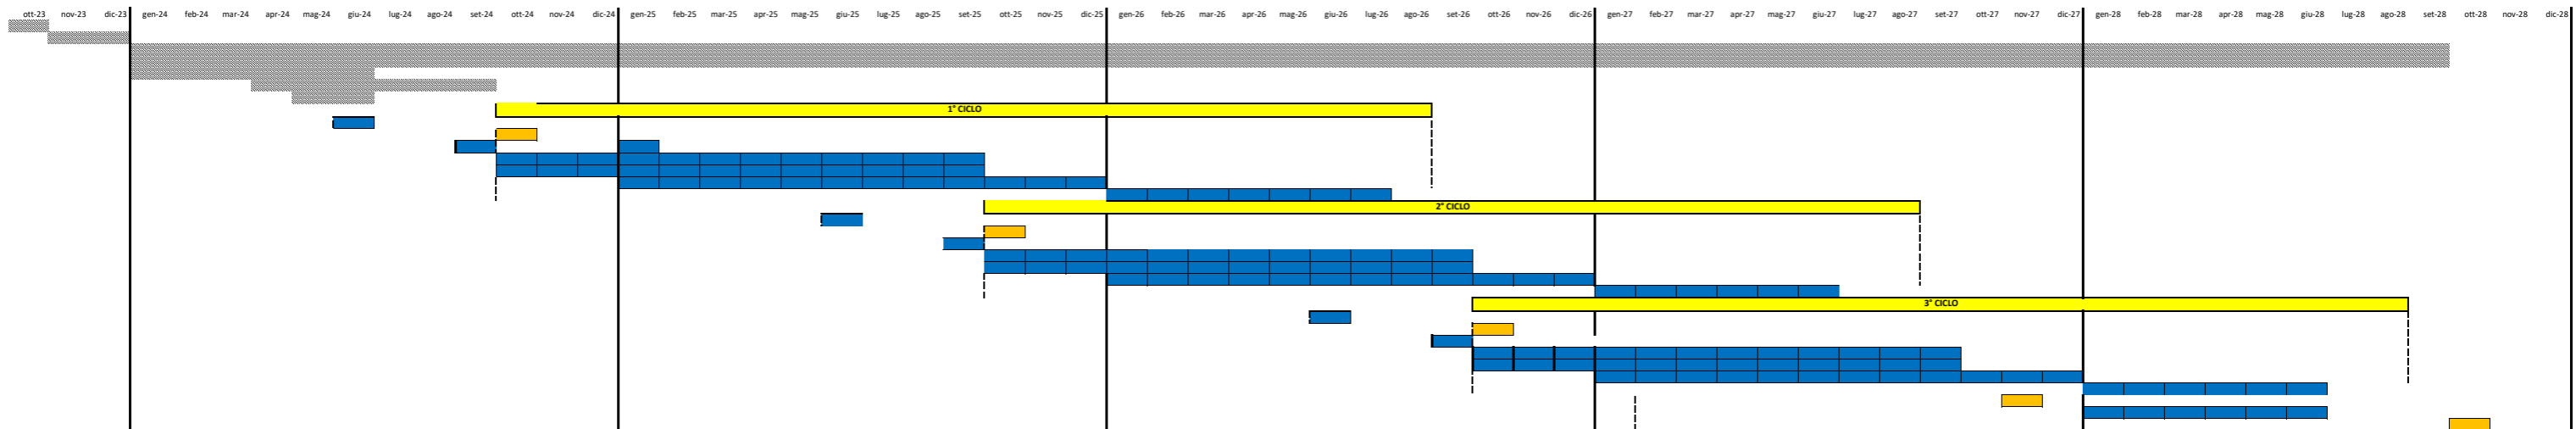 ott-23 nov-23 dic-23 gen-24 feb-24 mar-24 apr-24 mag-24 giu-24 lug-24 ago-24 set-24 ott-24 nov-24 dic-24 gen-25 feb-25 mar-25 apr-25 mag-25 giu-25 lug-25 ago-25 set-25 ott-25 nov-25 dic-25 gen-26 feb-26 mar-26 apr-26 mag-26 giu-26 lug-26 ago-26 set-26 ott-26 nov-26 dic-26 gen-27 feb-27 mar-27 apr-27 mag-27 giu-27 lug-27 ago-27 set-27 ott-27 nov-27 dic-27 gen-28 feb-28 mar-28 apr-28 mag-28 giu-28 lug-28 ago-28 set-28 ott-28 nov-28 dic-28
1° CICLO
2° CICLO
3° CICLO